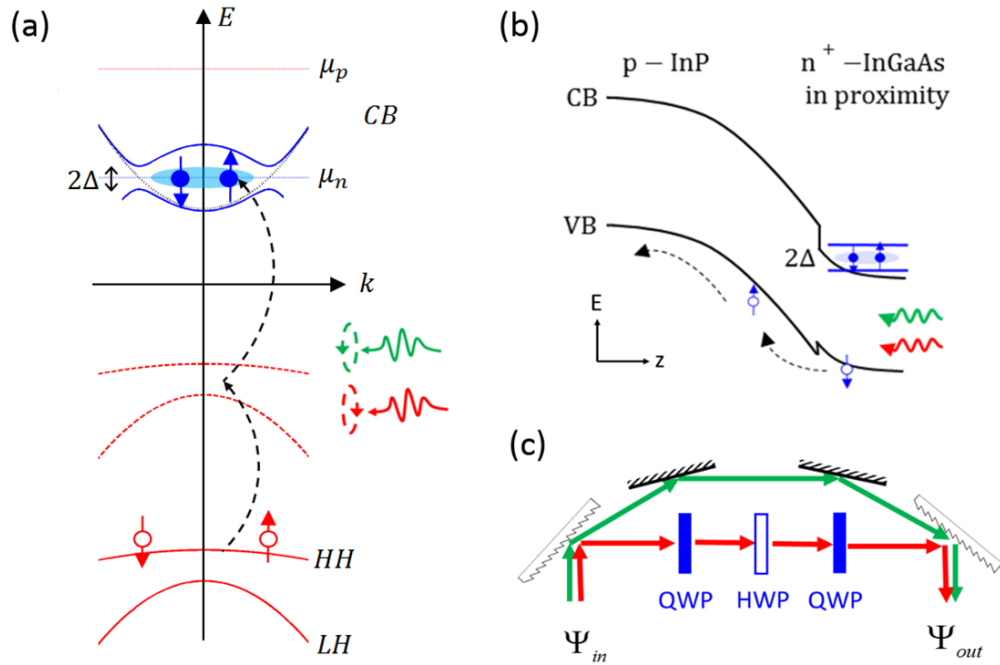 (a)
E
μp
CB
2Δ
μn
k
HH
LH
(b)
p − InP
n⁺ −InGaAs
in proximity
CB
VB
2Δ
E
z
(c)
QWP
HWP
QWP
Ψin
Ψout